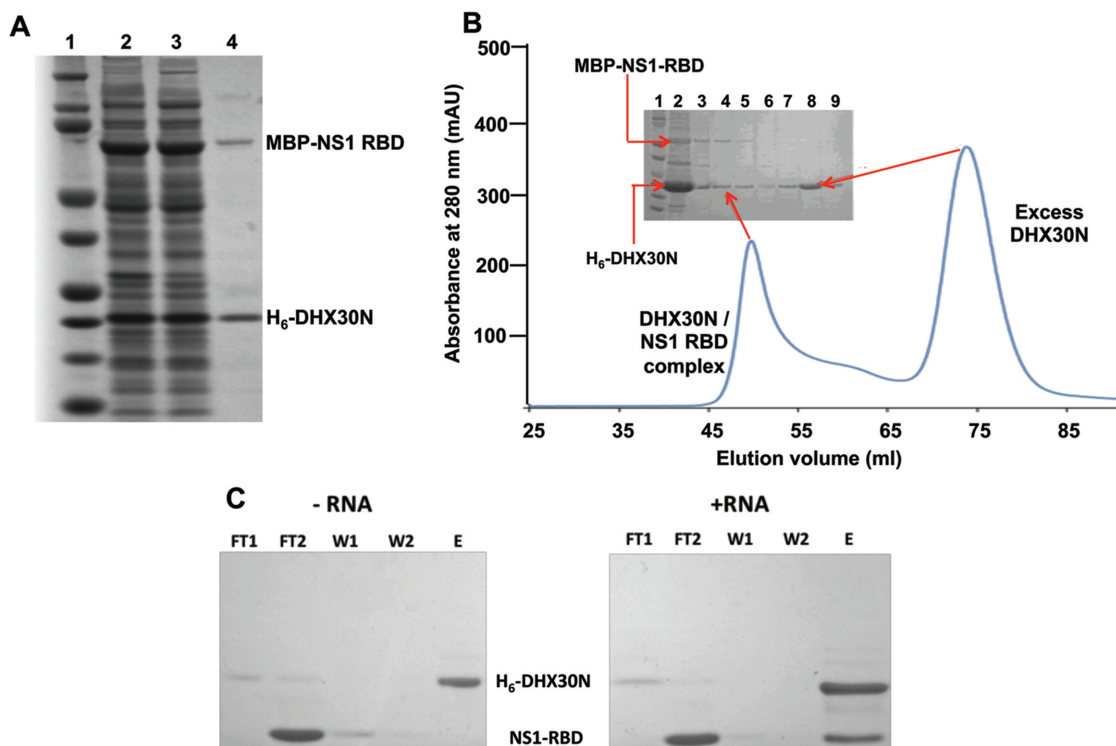 A
1 2 3 4
MBP-NS1 RBD
H6-DHX30N
B
500
400
300
200
100
Absorbance at 280 nm (mAU)
MBP-NS1-RBD
1 2 3 4 5 6 7 8 9
H6-DHX30N
DHX30N /
NS1 RBD
complex
Excess
DHX30N
25 35 45 55 65 75 85
Elution volume (ml)
C
- RNA
FT1 FT2 W1 W2 E
+RNA
FT1 FT2 W1 W2 E
H6-DHX30N
NS1-RBD